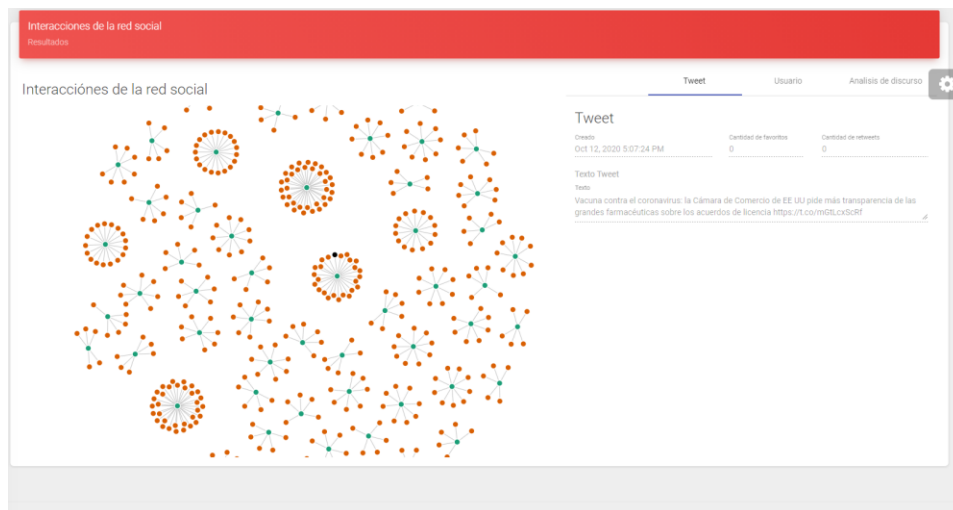 Interacciones de la red social
Resultados
Interacciónes de la red social
Tweet
Usuario
Analisis de discurso
Tweet
Creado
Cantidad de favoritos
Cantidad de retweets
Oct 12, 2020 5:07:24 PM
0
0
Texto Tweet
Texto
Vacuna contra el coronavirus: la Cámara de Comercio de EE UU pide más transparencia de las
grandes farmacéuticas sobre los acuerdos de licencia https://t.co/mGtLcxScRf